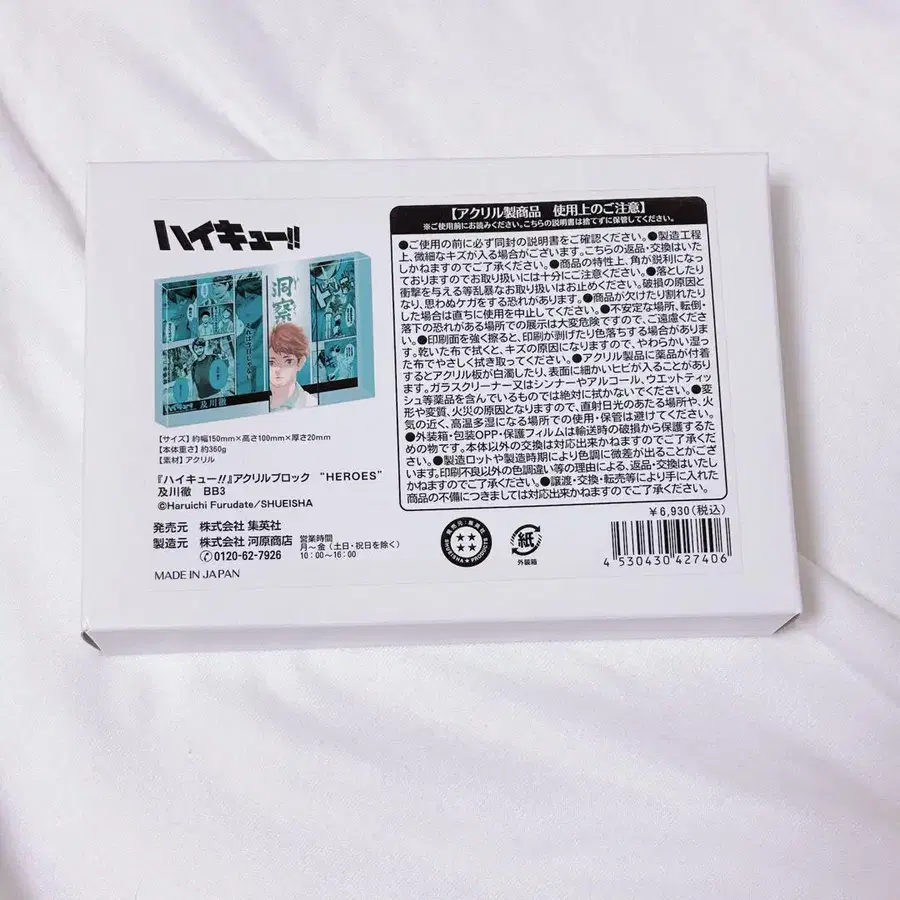 ハイキュー!!
洞察
ハイキュー!!
及川徹
【サイズ】約幅150mm×高さ100mm×厚さ20mm
【本体重さ】約360g
【素材】アクリル
『ハイキュー!!』アクリルブロック “HEROES”
及川徹 BB3
©Haruichi Furudate/SHUEISHA
発売元 株式会社 集英社
製造元 株式会社 河原商店
0120-62-7926
営業時間
月〜金(土日・祝日を除く)
10:00〜16:00
MADE IN JAPAN
【アクリル製商品 使用上のご注意】
※ご使用前にお読みください。こちらの説明書は捨てずに保管してください。
●ご使用の前に必ず同封の説明書をご確認ください。●製造工程
上、微細なキズが入る場合がございます。こちらの返品・交換はいた
しかねますのでご了承ください。●商品の特性上、角が鋭利になっ
ておりますのでお取り扱いには十分にご注意ください。●落としたり
衝撃を与える等乱暴なお取り扱いはお止めください。破損の原因と
なり、思わぬケガをする恐れがあります。●商品が欠けたり割れたり
した場合は直ちに使用を中止してください。●不安定な場所、転倒・
落下の恐れがある場所での展示は大変危険ですので、ご遠慮くださ
い。●印刷面を強く擦ると、印刷が剥げたり色落ちする場合がありま
す。乾いた布で拭くと、キズの原因になりますので、やわらかい湿っ
た布でやさしく拭き取ってください。●アクリル製品に薬品が付着
するとアクリル板が白濁したり、表面に細かいヒビが入ることがあり
ます。ガラスクリーナー又はシンナーやアルコール、ウエットティッ
シュ等薬品を含んでいるものでは絶対に拭かないでください。●変
形や変質、火災の原因となりますので、直射日光のあたる場所や、火
気の近く、高温多湿になる場所での使用・保管は避けてください。
●外装箱・包装OPP・保護フィルムは輸送時の破損から保護するた
めの物です。本体以外の交換は対応出来かねますのでご了承くださ
い。●製造ロットや製造時期により色調に微差が出ることがござい
ます。印刷不良以外の色調違い等の理由による、返品・交換はいたし
かねますのでご了承ください。●譲渡・交換・転売等により手に入れた
商品の不備につきましては対応出来かねますのでご了承ください。
¥6,930(税込)
発売元:集英社
SHUEISHA★PRODUCT
紙
外装箱
4 530430 427406